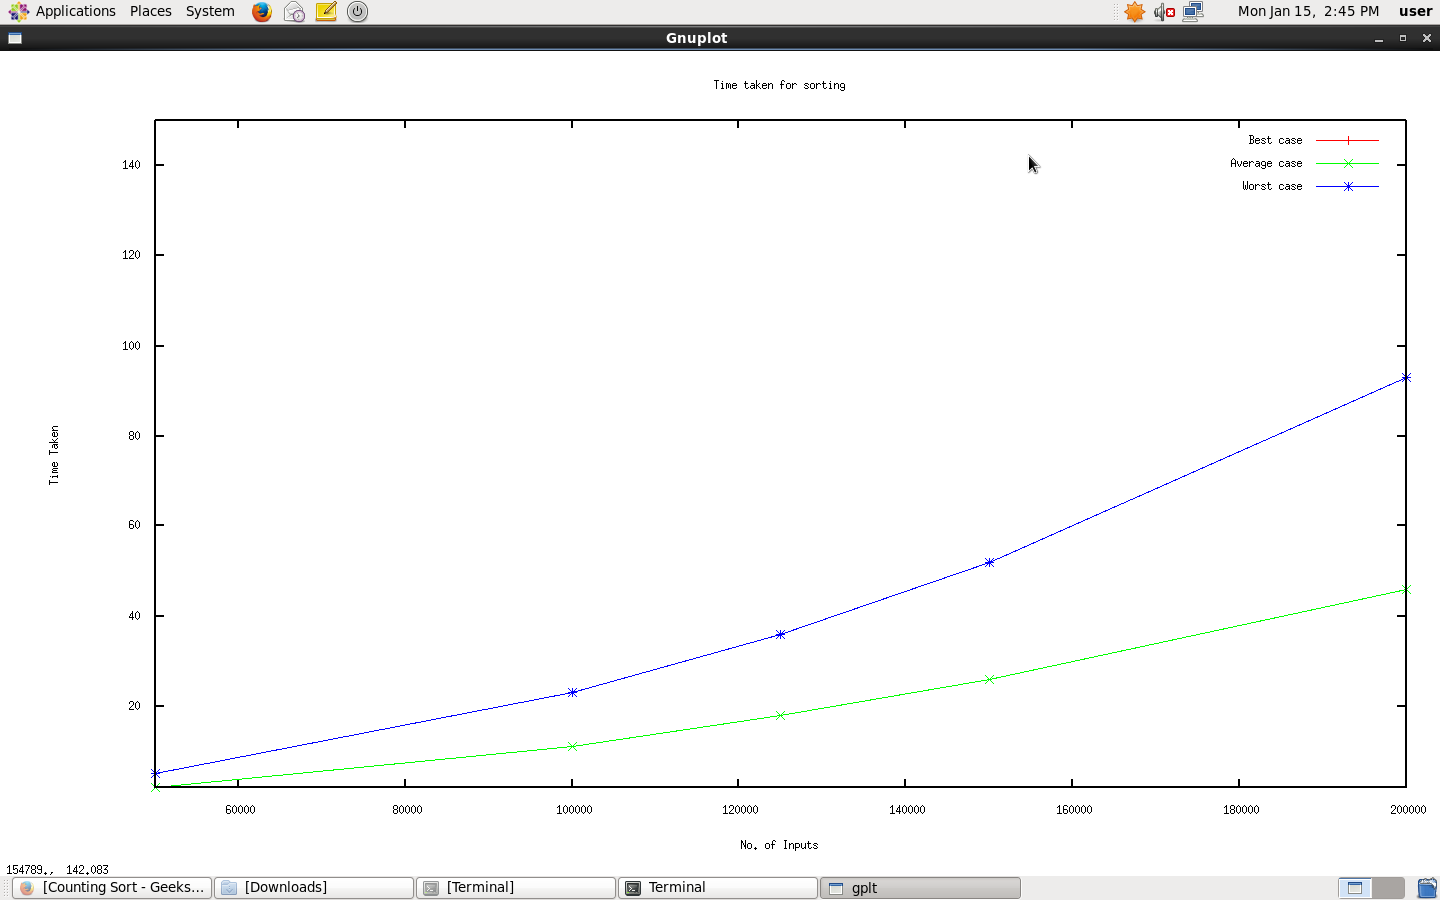 Applications Places System Mon Jan 15, 2:45 PM user
Gnuplot
Time taken for sorting
Best case
Average case
Worst case
140
120
100
80
60
40
20
Time Taken
60000 80000 100000 120000 140000 160000 180000 200000
No. of Inputs
154789., 142.083
[Counting Sort - Geeks... [Downloads] [Terminal] Terminal gplt